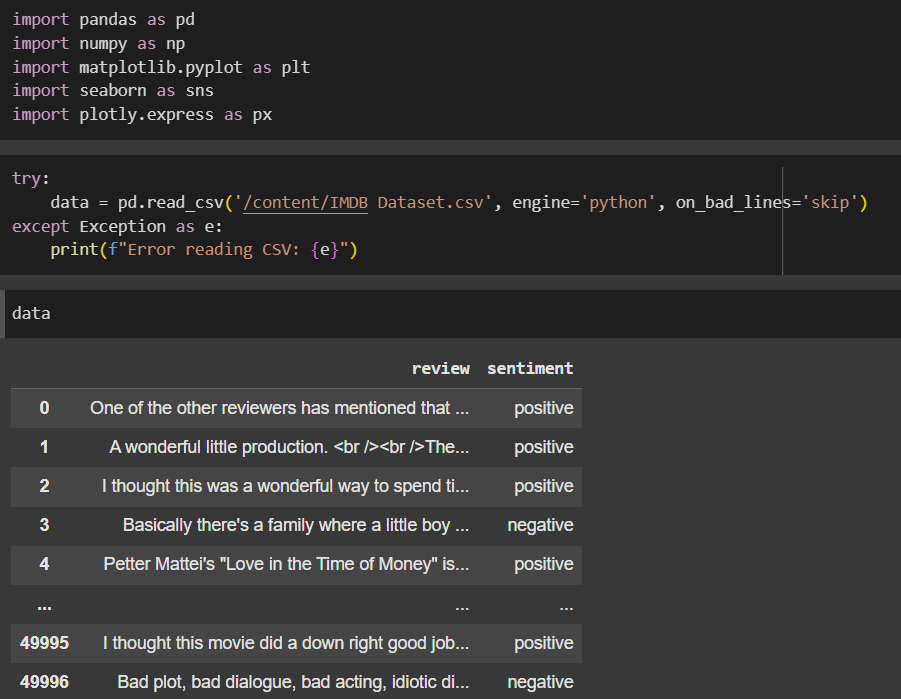 import pandas as pd
import numpy as np
import matplotlib.pyplot as plt
import seaborn as sns
import plotly.express as px
try:
    data = pd.read_csv('/content/IMDB Dataset.csv', engine='python', on_bad_lines='skip')
except Exception as e:
    print(f"Error reading CSV: {e}")
data
review sentiment
0 One of the other reviewers has mentioned that ... positive
1 A wonderful little production. <br /><br />The... positive
2 I thought this was a wonderful way to spend ti... positive
3 Basically there's a family where a little boy ... negative
4 Petter Mattei's "Love in the Time of Money" is... positive
... ... ...
49995 I thought this movie did a down right good job... positive
49996 Bad plot, bad dialogue, bad acting, idiotic di... negative